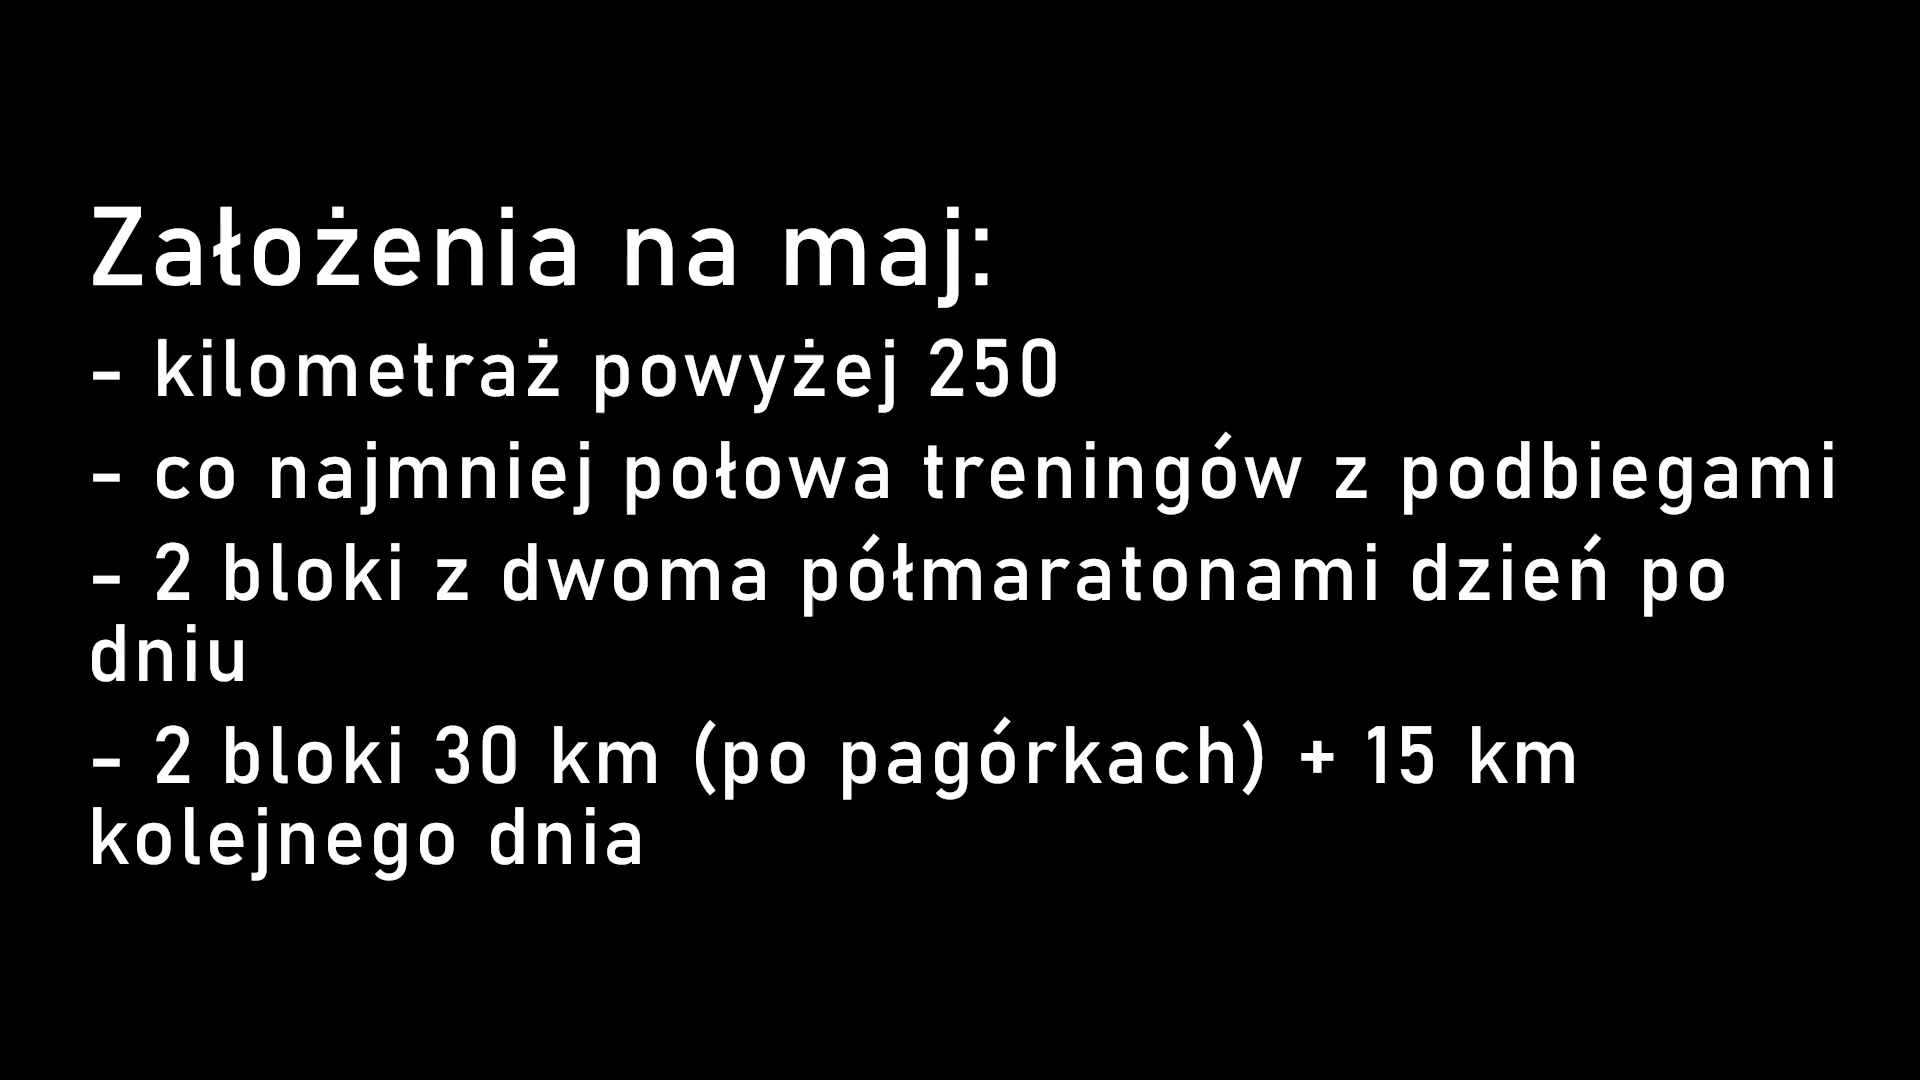 Założenia na maj:
- kilometraż powyżej 250
- co najmniej połowa treningów z podbiegami
- 2 bloki z dwoma półmaratonami dzień po
dniu
- 2 bloki 30 km (po pagórkach) + 15 km
kolejnego dnia